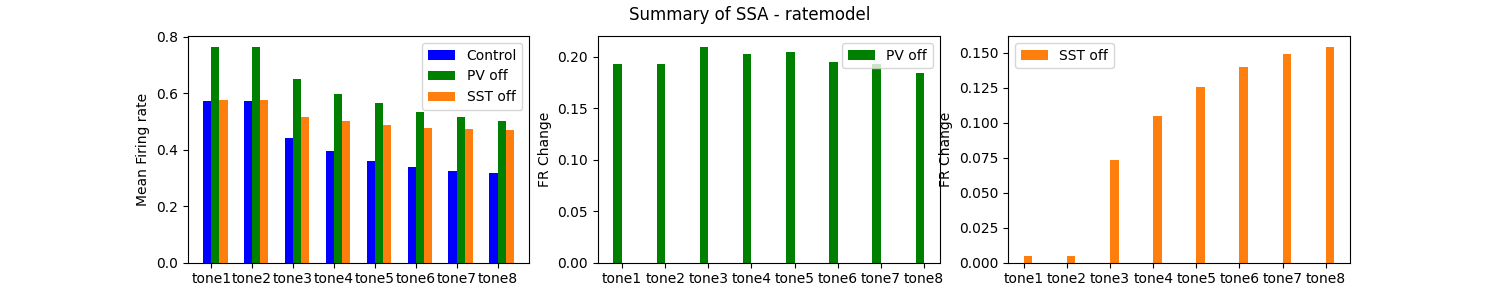 Summary of SSA - ratemodel
Mean Firing rate
0.8
0.6
0.4
0.2
0.0
Control
PV off
SST off
tone1 tone2 tone3 tone4 tone5 tone6 tone7 tone8
FR Change
0.20
0.15
0.10
0.05
0.00
PV off
tone1 tone2 tone3 tone4 tone5 tone6 tone7 tone8
FR Change
0.150
0.125
0.100
0.075
0.050
0.025
0.000
SST off
tone1 tone2 tone3 tone4 tone5 tone6 tone7 tone8